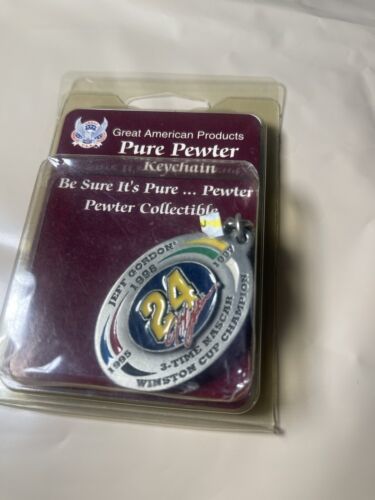 Great American Products
Pure Pewter
Keychain
Be Sure It's Pure ... Pewter
Pewter Collectible
JEFF GORDON
1998
1997
24
1995
3-TIME NASCAR
WINSTON CUP CHAMPION